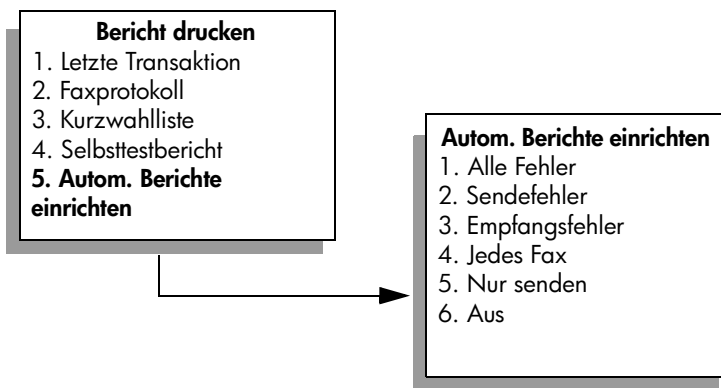 Bericht drucken
1. Letzte Transaktion
2. Faxprotokoll
3. Kurzwahlliste
4. Selbsttestbericht
5. Autom. Berichte
einrichten
Autom. Berichte einrichten
1. Alle Fehler
2. Sendefehler
3. Empfangsfehler
4. Jedes Fax
5. Nur senden
6. Aus